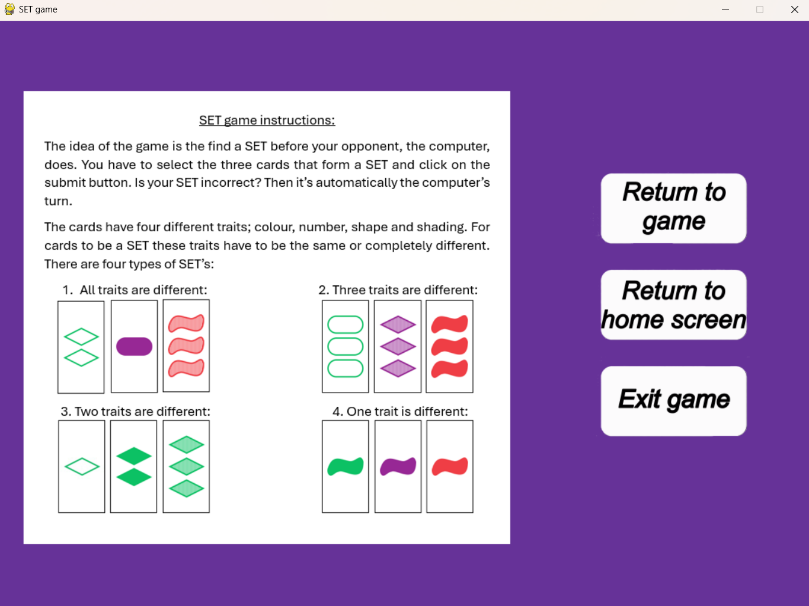 SET game
SET game instructions:
The idea of the game is the find a SET before your opponent, the computer,
does. You have to select the three cards that form a SET and click on the
submit button. Is your SET incorrect? Then it's automatically the computer's
turn.
The cards have four different traits; colour, number, shape and shading. For
cards to be a SET these traits have to be the same or completely different.
There are four types of SET's:
1. All traits are different:
2. Three traits are different:
3. Two traits are different:
4. One trait is different:
Return to
game
Return to
home screen
Exit game